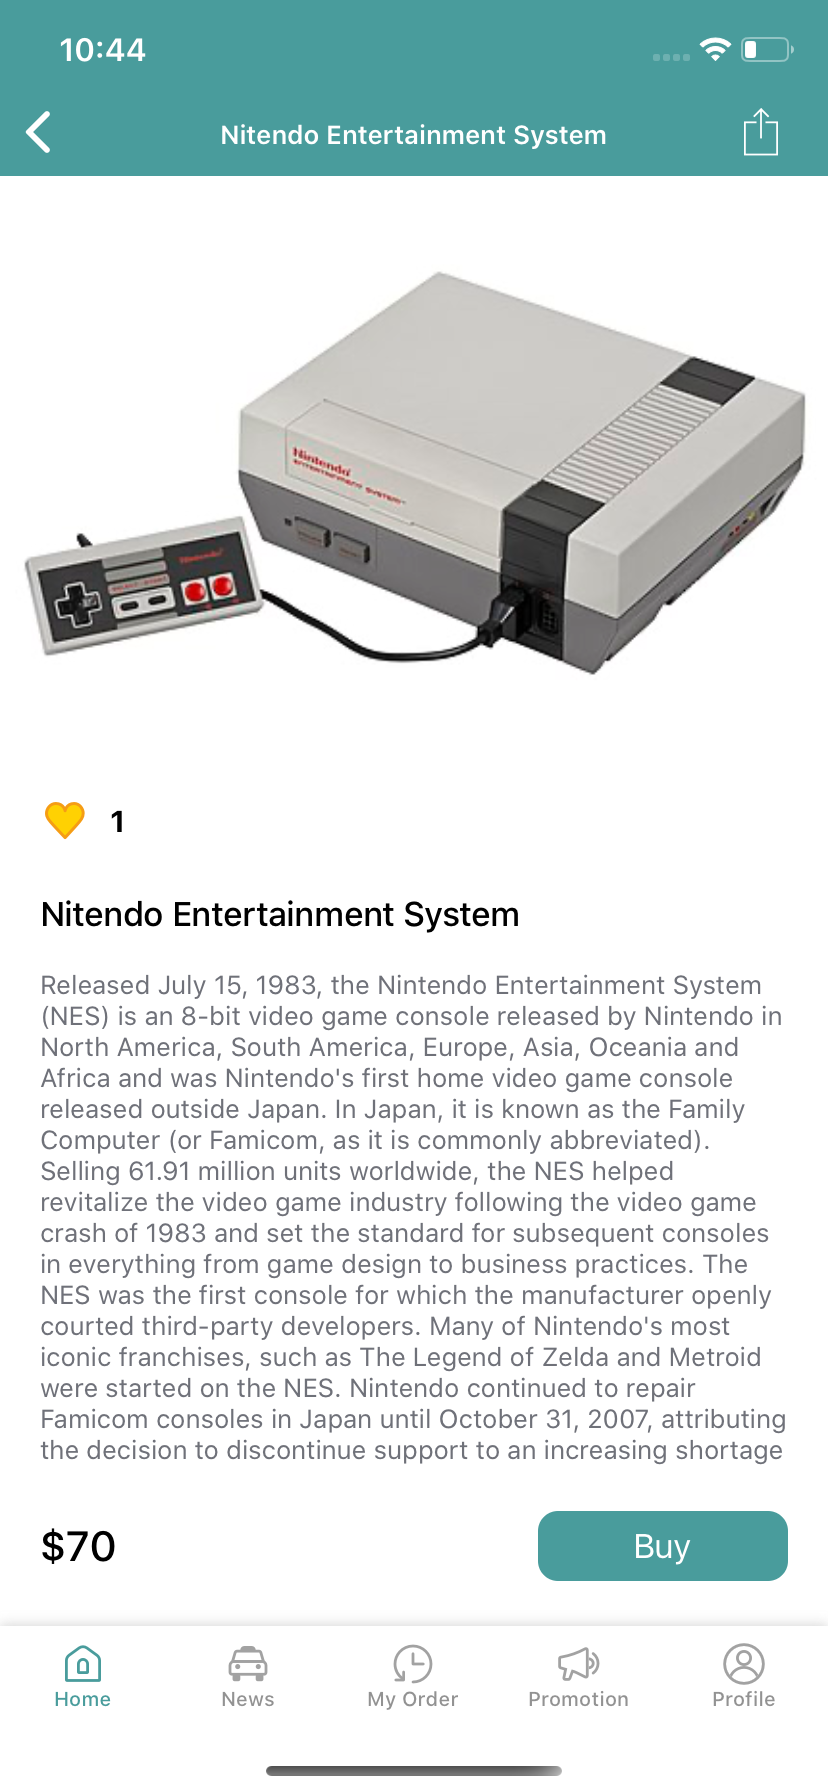 10:44
Nitendo Entertainment System
Nintendo
ENTERTAINMENT SYSTEM
Nintendo
SELECT START
1
Nitendo Entertainment System
Released July 15, 1983, the Nintendo Entertainment System
(NES) is an 8-bit video game console released by Nintendo in
North America, South America, Europe, Asia, Oceania and
Africa and was Nintendo's first home video game console
released outside Japan. In Japan, it is known as the Family
Computer (or Famicom, as it is commonly abbreviated).
Selling 61.91 million units worldwide, the NES helped
revitalize the video game industry following the video game
crash of 1983 and set the standard for subsequent consoles
in everything from game design to business practices. The
NES was the first console for which the manufacturer openly
courted third-party developers. Many of Nintendo's most
iconic franchises, such as The Legend of Zelda and Metroid
were started on the NES. Nintendo continued to repair
Famicom consoles in Japan until October 31, 2007, attributing
the decision to discontinue support to an increasing shortage
$70
Buy
Home
News
My Order
Promotion
Profile